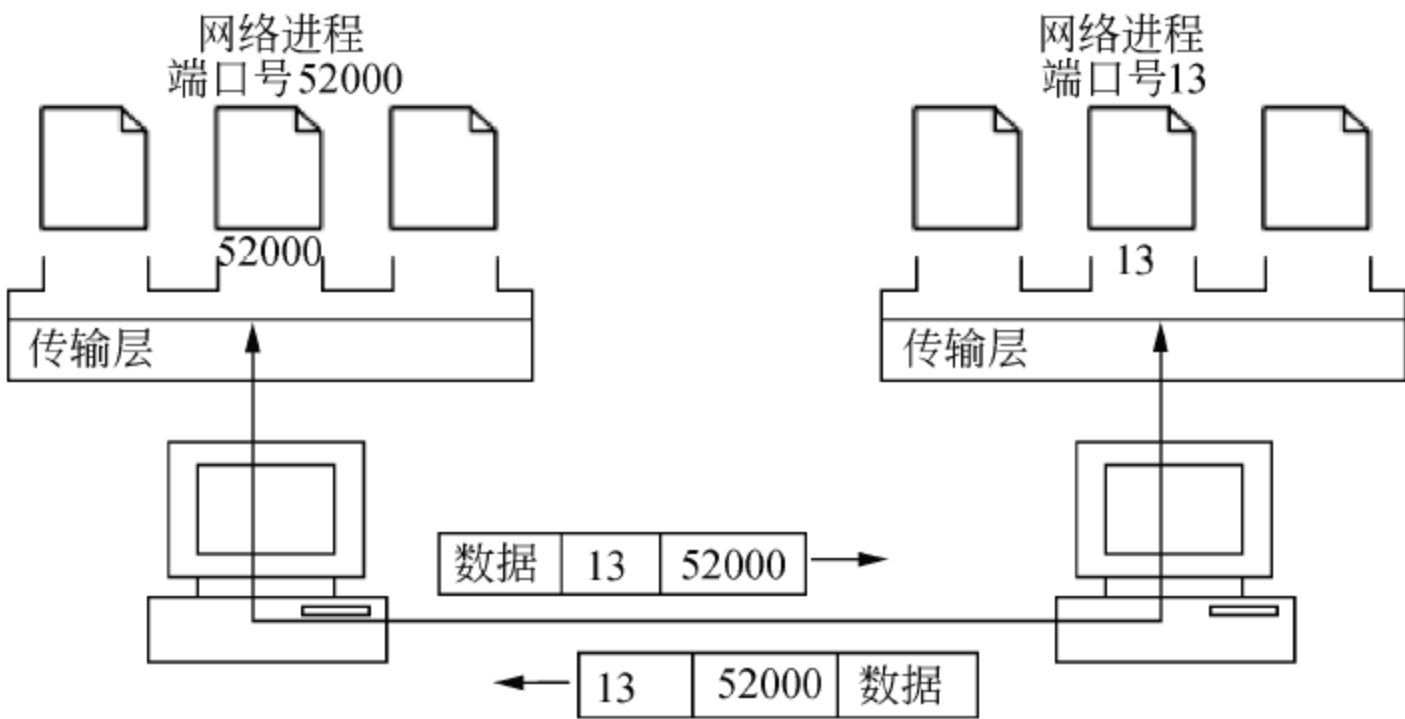 网络进程
端口号52000
网络进程
端口号13
52000
13
传输层
传输层
数据 13 52000
13 52000 数据